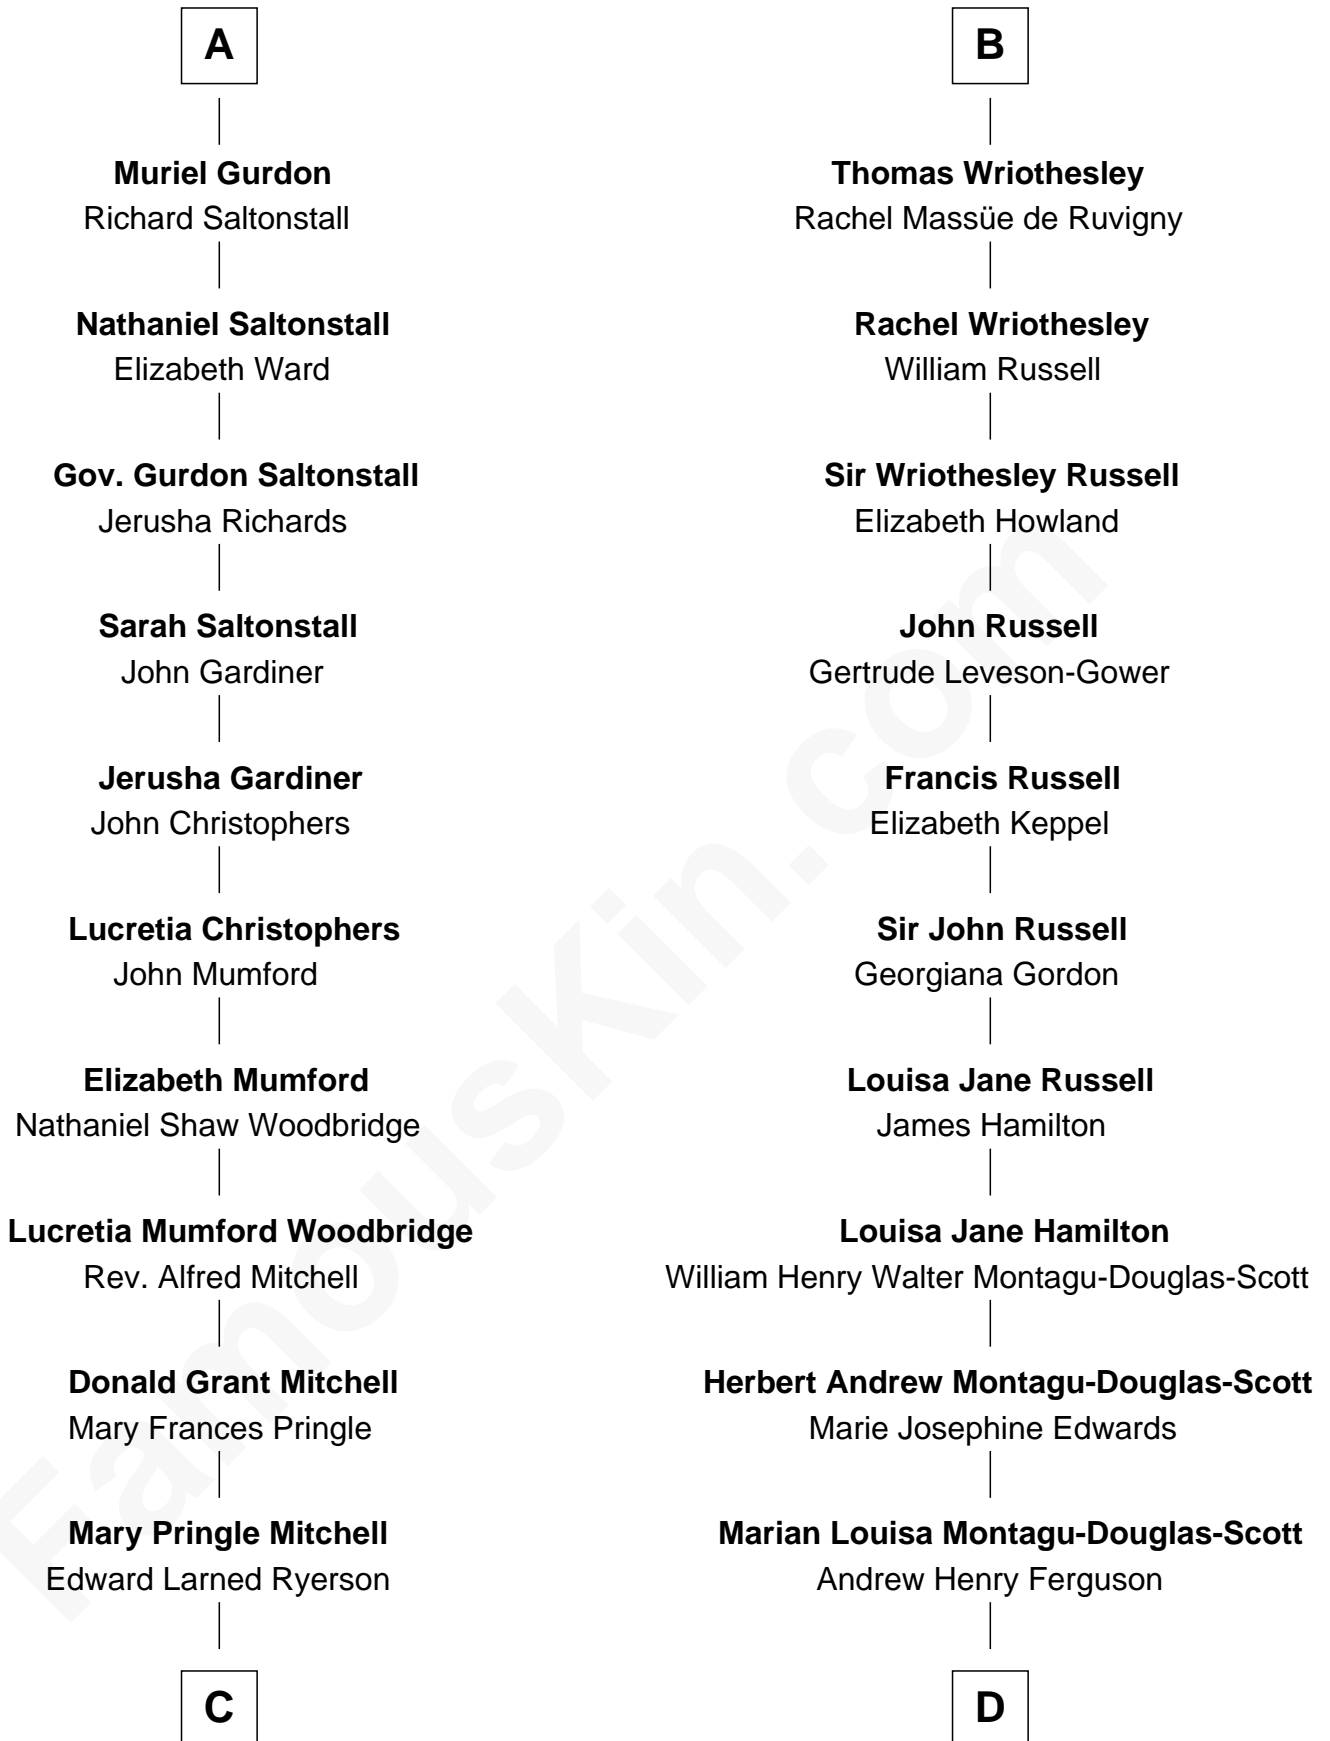 A
Muriel Gurdon
Richard Saltonstall
Nathaniel Saltonstall
Elizabeth Ward
Gov. Gurdon Saltonstall
Jerusha Richards
Sarah Saltonstall
John Gardiner
Jerusha Gardiner
John Christophers
Lucretia Christophers
John Mumford
Elizabeth Mumford
Nathaniel Shaw Woodbridge
Lucretia Mumford Woodbridge
Rev. Alfred Mitchell
Donald Grant Mitchell
Mary Frances Pringle
Mary Pringle Mitchell
Edward Larned Ryerson
C
B
Thomas Wriothesley
Rachel Massüe de Ruvigny
Rachel Wriothesley
William Russell
Sir Wriothesley Russell
Elizabeth Howland
John Russell
Gertrude Leveson-Gower
Francis Russell
Elizabeth Keppel
Sir John Russell
Georgiana Gordon
Louisa Jane Russell
James Hamilton
Louisa Jane Hamilton
William Henry Walter Montagu-Douglas-Scott
Herbert Andrew Montagu-Douglas-Scott
Marie Josephine Edwards
Marian Louisa Montagu-Douglas-Scott
Andrew Henry Ferguson
D
FamousKin.com